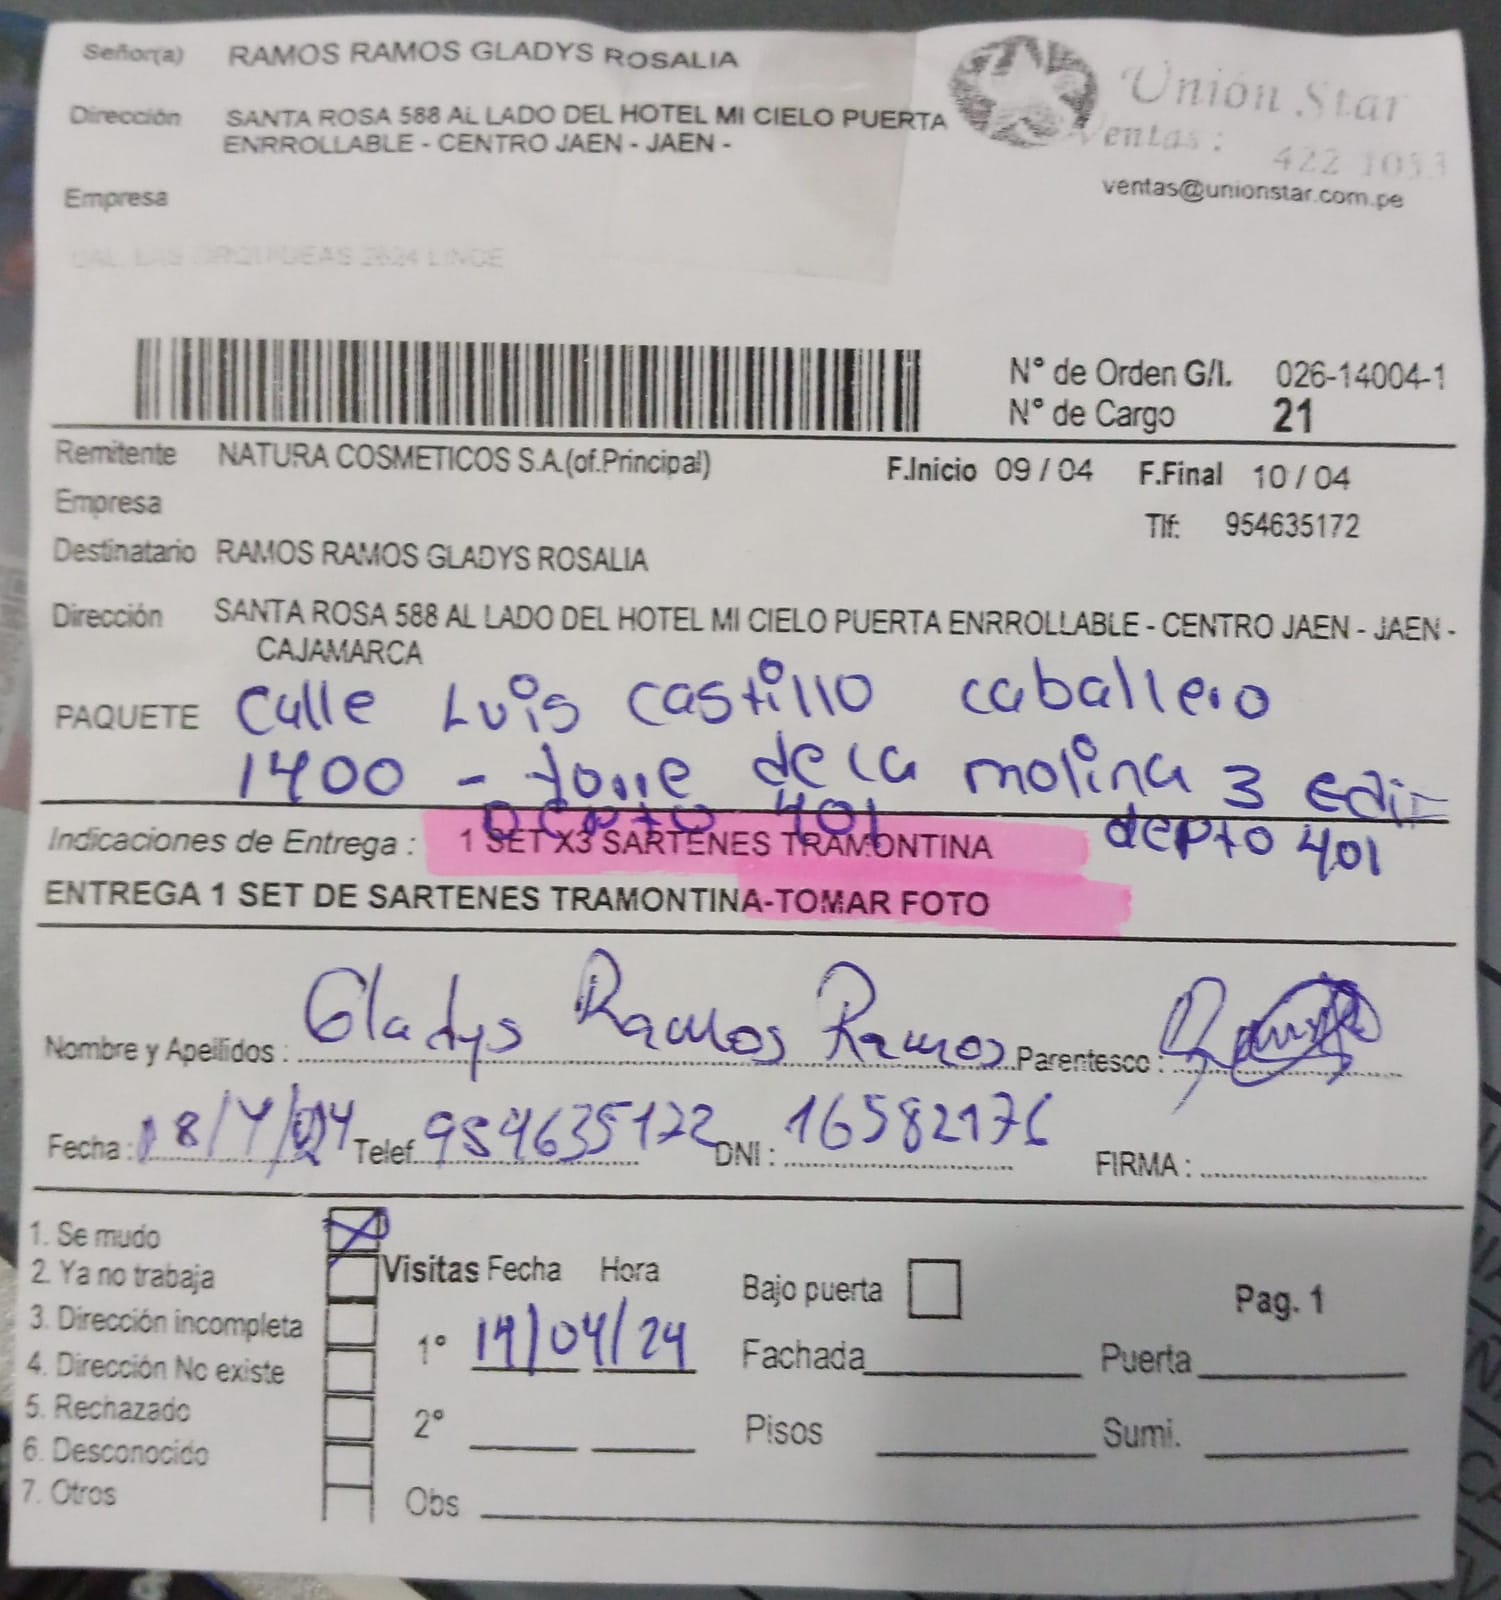 Señor(a) RAMOS RAMOS GLADYS ROSALIA
Unión Star
Dirección SANTA ROSA 588 AL LADO DEL HOTEL MI CIELO PUERTA
ENRROLLABLE - CENTRO JAEN - JAEN -
Ventas :
422 1053
ventas@unionstar.com.pe
Empresa
CAL. LAS ORQUIDEAS 2624 LINCE
N° de Orden G/I. 026-14004-1
N° de Cargo 21
Remitente NATURA COSMETICOS S.A.(of.Principal) F.Inicio 09 / 04 F.Final 10 / 04
Empresa
Tlf: 954635172
Destinatario RAMOS RAMOS GLADYS ROSALIA
Dirección SANTA ROSA 588 AL LADO DEL HOTEL MI CIELO PUERTA ENRROLLABLE - CENTRO JAEN - JAEN -
CAJAMARCA
PAQUETE calle Luis castillo caballero
1400 - torre de la molina 3 edif
Depto 401
depto 401
Indicaciones de Entrega : 1 SET X3 SARTENES TRAMONTINA
ENTREGA 1 SET DE SARTENES TRAMONTINA-TOMAR FOTO
Nombre y Apellidos : Gladys Ramos Ramos Parentesco :
Fecha : 18/4/24 Telef. 954635172 DNI : 16582176 FIRMA :
1. Se mudo
2. Ya no trabaja
3. Dirección incompleta
4. Dirección No existe
5. Rechazado
6. Desconocido
7. Otros
Visitas Fecha Hora
1° 14/04/24
2°
Obs
Bajo puerta
Pag. 1
Fachada
Puerta
Pisos
Sumi.